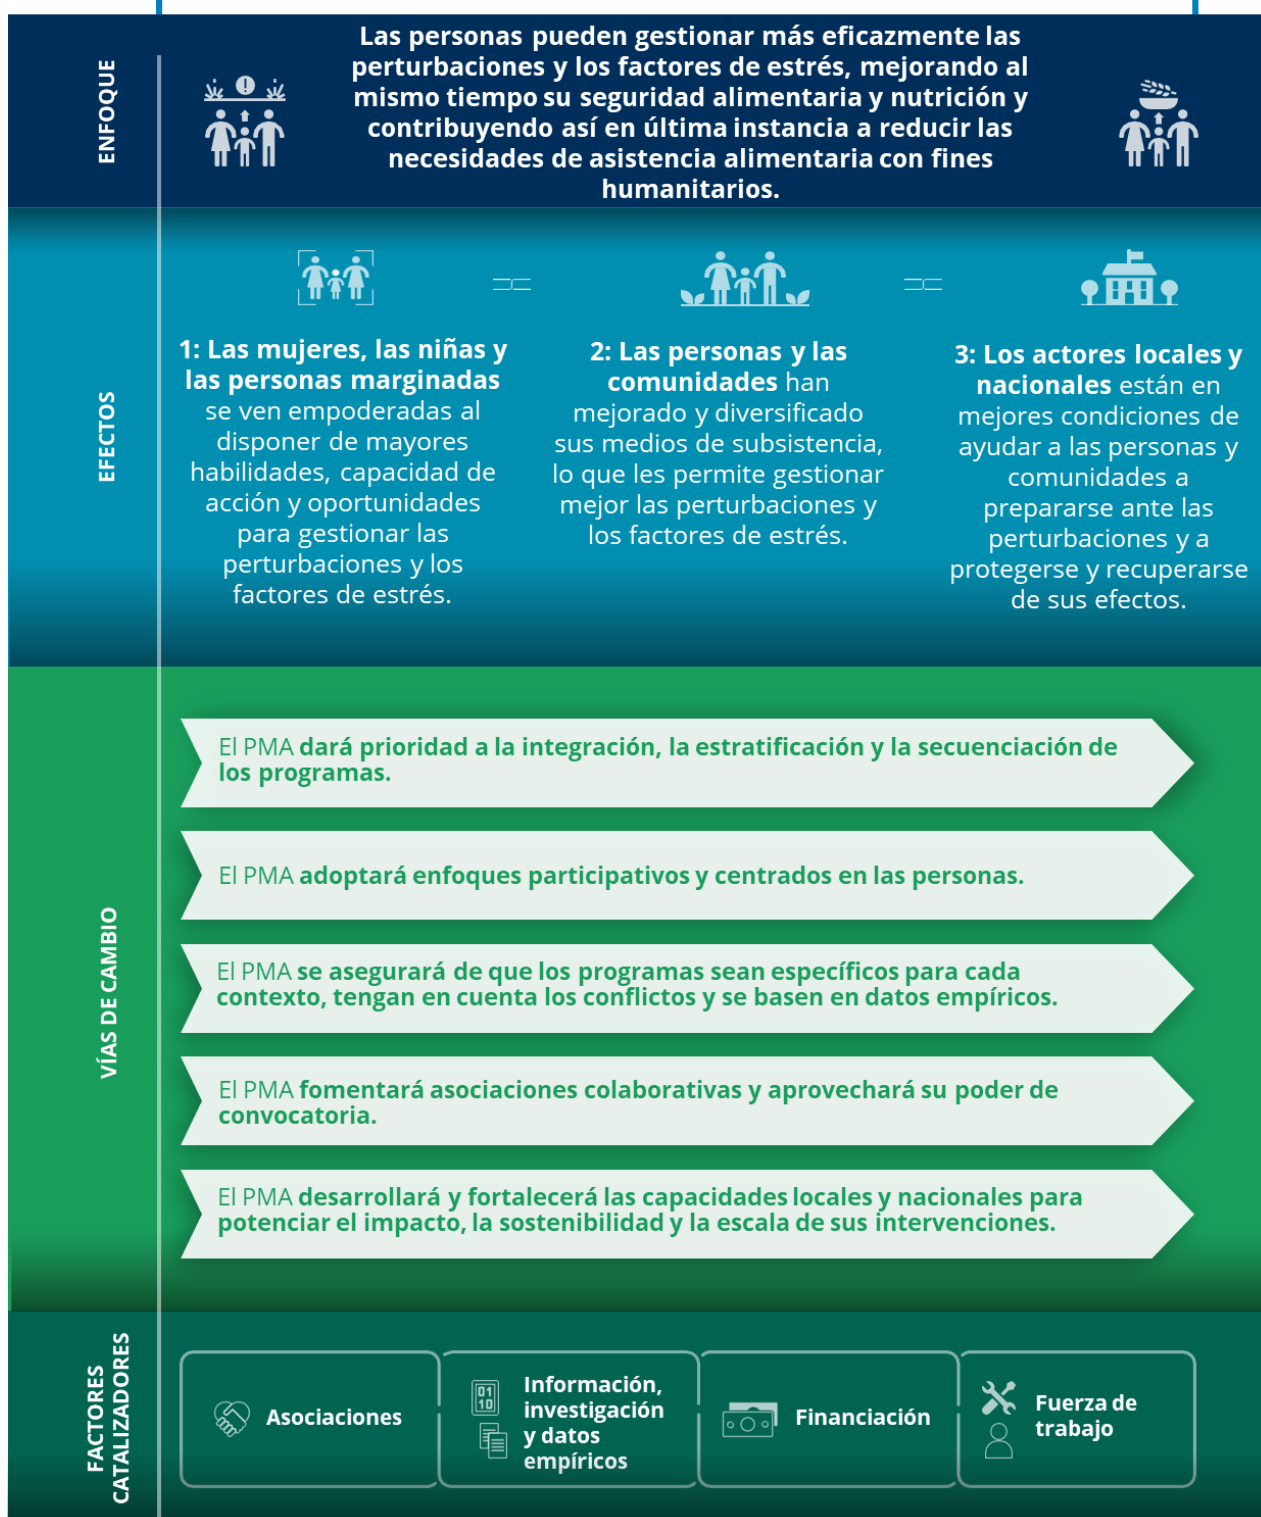 ENFOQUE
Las personas pueden gestionar más eficazmente las
perturbaciones y los factores de estrés, mejorando al
mismo tiempo su seguridad alimentaria y nutrición y
contribuyendo así en última instancia a reducir las
necesidades de asistencia alimentaria con fines
humanitarios.
EFECTOS
1: Las mujeres, las niñas y
las personas marginadas
se ven empoderadas al
disponer de mayores
habilidades, capacidad de
acción y oportunidades
para gestionar las
perturbaciones y los
factores de estrés.
2: Las personas y las
comunidades han
mejorado y diversificado
sus medios de subsistencia,
lo que les permite gestionar
mejor las perturbaciones y
los factores de estrés.
3: Los actores locales y
nacionales están en
mejores condiciones de
ayudar a las personas y
comunidades a
prepararse ante las
perturbaciones y a
protegerse y recuperarse
de sus efectos.
VÍAS DE CAMBIO
El PMA dará prioridad a la integración, la estratificación y la secuenciación de
los programas.
El PMA adoptará enfoques participativos y centrados en las personas.
El PMA se asegurará de que los programas sean específicos para cada
contexto, tengan en cuenta los conflictos y se basen en datos empíricos.
El PMA fomentará asociaciones colaborativas y aprovechará su poder de
convocatoria.
El PMA desarrollará y fortalecerá las capacidades locales y nacionales para
potenciar el impacto, la sostenibilidad y la escala de sus intervenciones.
FACTORES
CATALIZADORES
Asociaciones
01
10
Información,
investigación
y datos
empíricos
Financiación
Fuerza de
trabajo